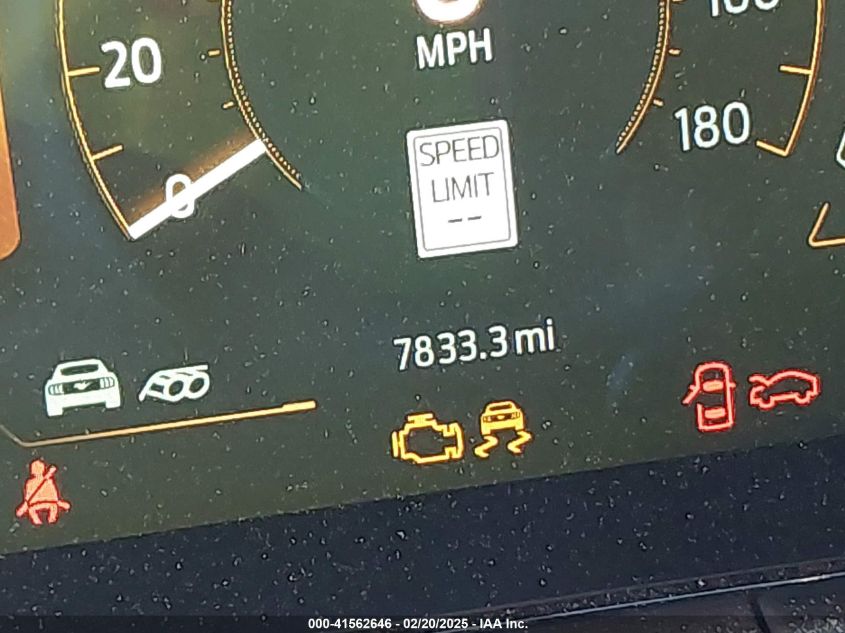 20
MPH
180
0
SPEED
LIMIT
--
7833.3 mi
000-41562646 - 02/20/2025 - IAA Inc.